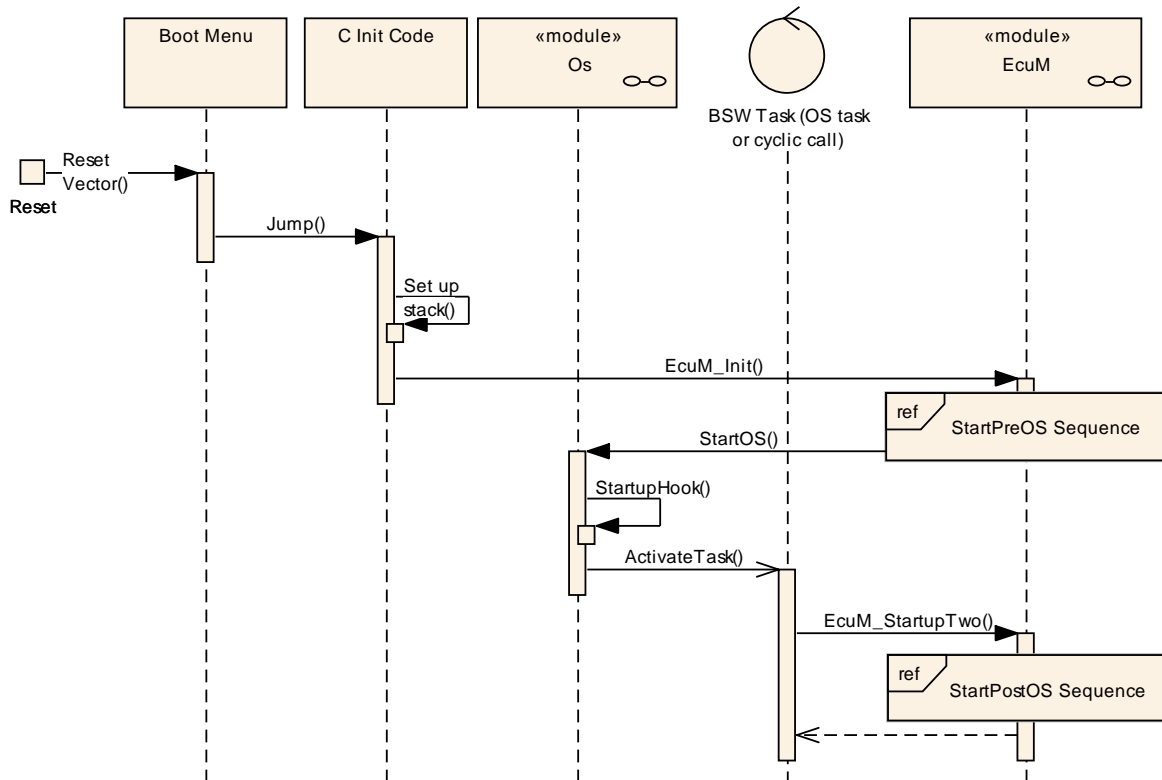 Boot Menu
C Init Code
«module»
Os
BSW Task (OS task
or cyclic call)
«module»
EcuM
Reset
Vector()
Reset
Jump()
Set up
stack()
EcuM_Init()
ref
StartPreOS Sequence
StartOS()
StartupHook()
ActivateTask()
EcuM_StartupTwo()
ref
StartPostOS Sequence